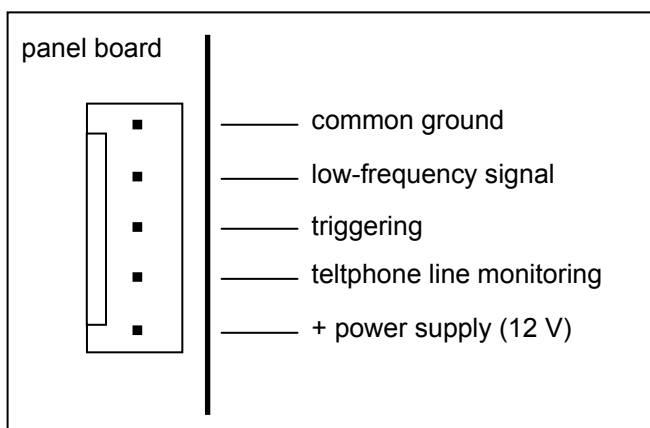 panel board
common ground
low-frequency signal
triggering
teltphone line monitoring
+ power supply (12 V)